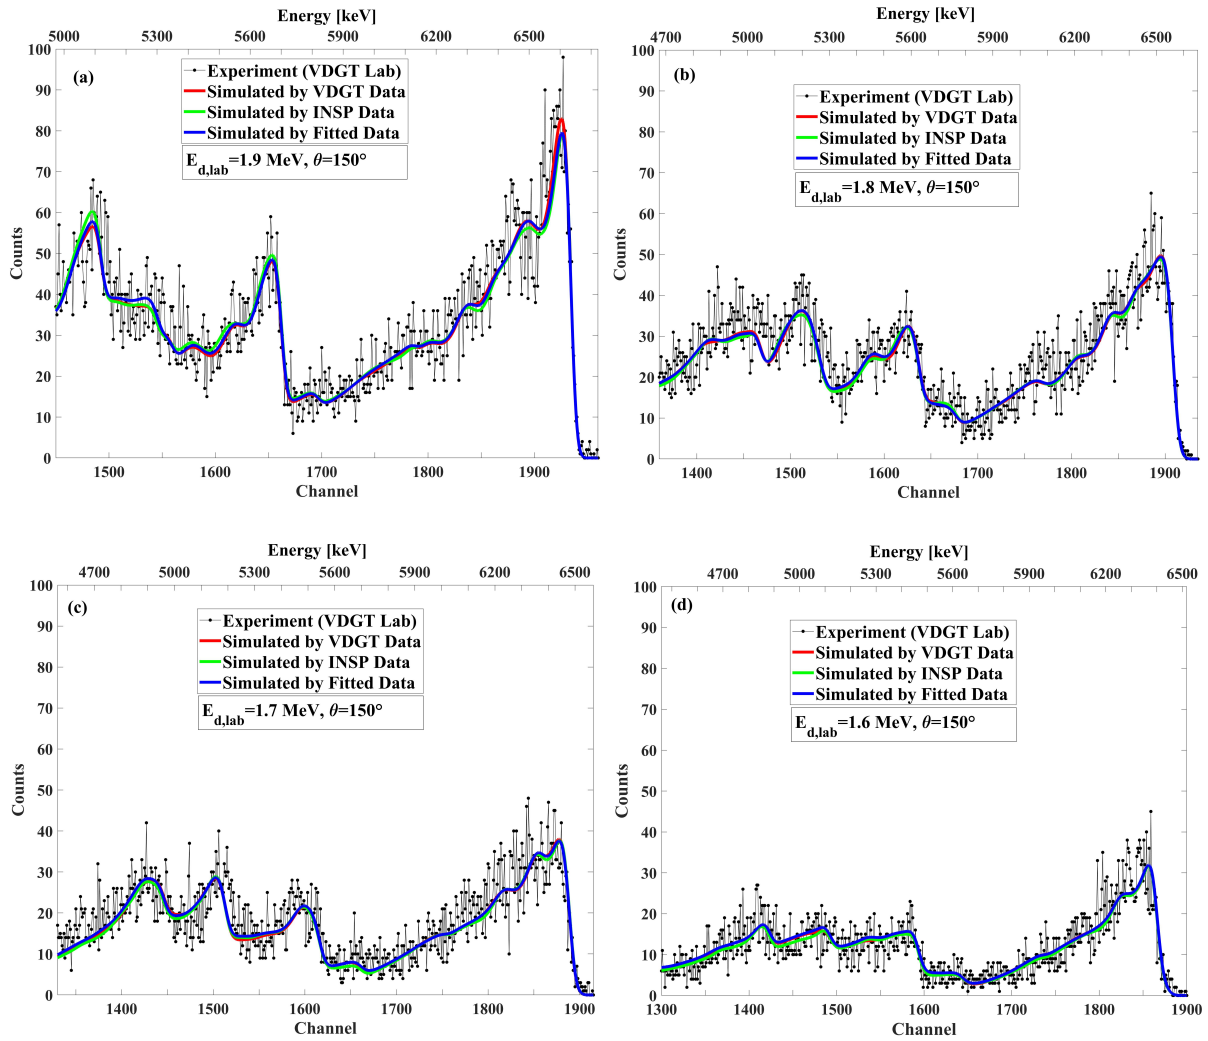 Energy [keV]
5000 5300 5600 5900 6200 6500
100
90
80
70
60
50
40
30
20
10
0
Counts
(a)
Experiment (VDGT Lab)
Simulated by VDGT Data
Simulated by INSP Data
Simulated by Fitted Data
E_d,lab=1.9 MeV, θ=150°
1500 1600 1700 1800 1900
Channel
Energy [keV]
4700 5000 5300 5600 5900 6200 6500
100
90
80
70
60
50
40
30
20
10
0
Counts
(b)
Experiment (VDGT Lab)
Simulated by VDGT Data
Simulated by INSP Data
Simulated by Fitted Data
E_d,lab=1.8 MeV, θ=150°
1400 1500 1600 1700 1800 1900
Channel
Energy [keV]
4700 5000 5300 5600 5900 6200 6500
100
90
80
70
60
50
40
30
20
10
0
Counts
(c)
Experiment (VDGT Lab)
Simulated by VDGT Data
Simulated by INSP Data
Simulated by Fitted Data
E_d,lab=1.7 MeV, θ=150°
1400 1500 1600 1700 1800 1900
Channel
Energy [keV]
4700 5000 5300 5600 5900 6200 6500
100
90
80
70
60
50
40
30
20
10
0
Counts
(d)
Experiment (VDGT Lab)
Simulated by VDGT Data
Simulated by INSP Data
Simulated by Fitted Data
E_d,lab=1.6 MeV, θ=150°
1300 1400 1500 1600 1700 1800 1900
Channel